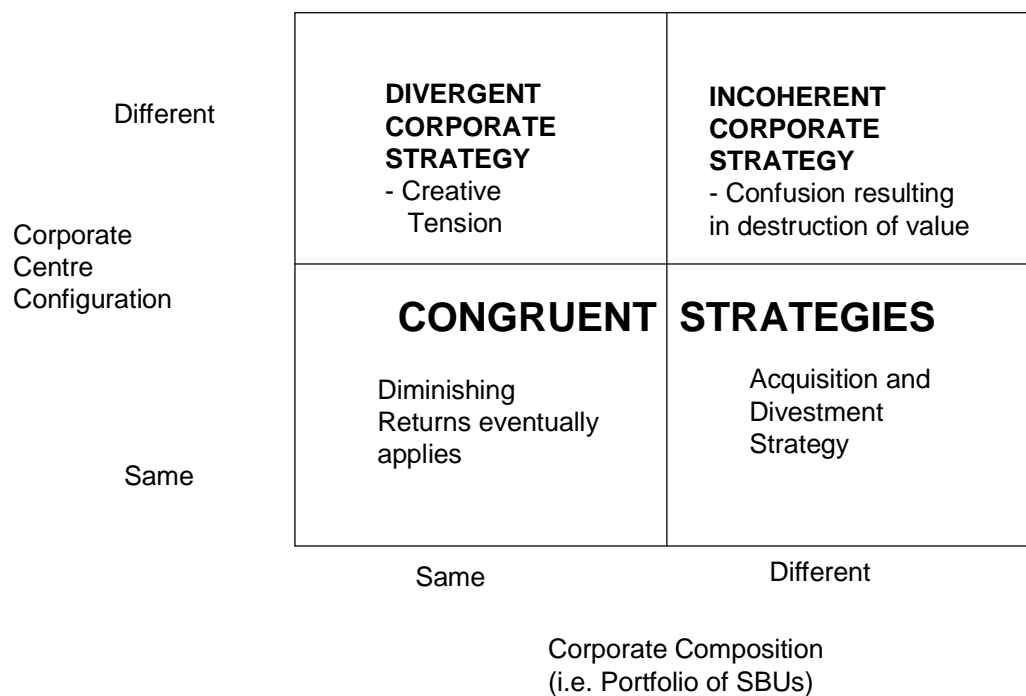 Different
DIVERGENT
CORPORATE
STRATEGY
- Creative
Tension
INCOHERENT
CORPORATE
STRATEGY
- Confusion resulting
in destruction of value
Corporate
Centre
Configuration
CONGRUENT STRATEGIES
Diminishing
Returns eventually
applies
Acquisition and
Divestment
Strategy
Same
Same
Different
Corporate Composition
(i.e. Portfolio of SBUs)